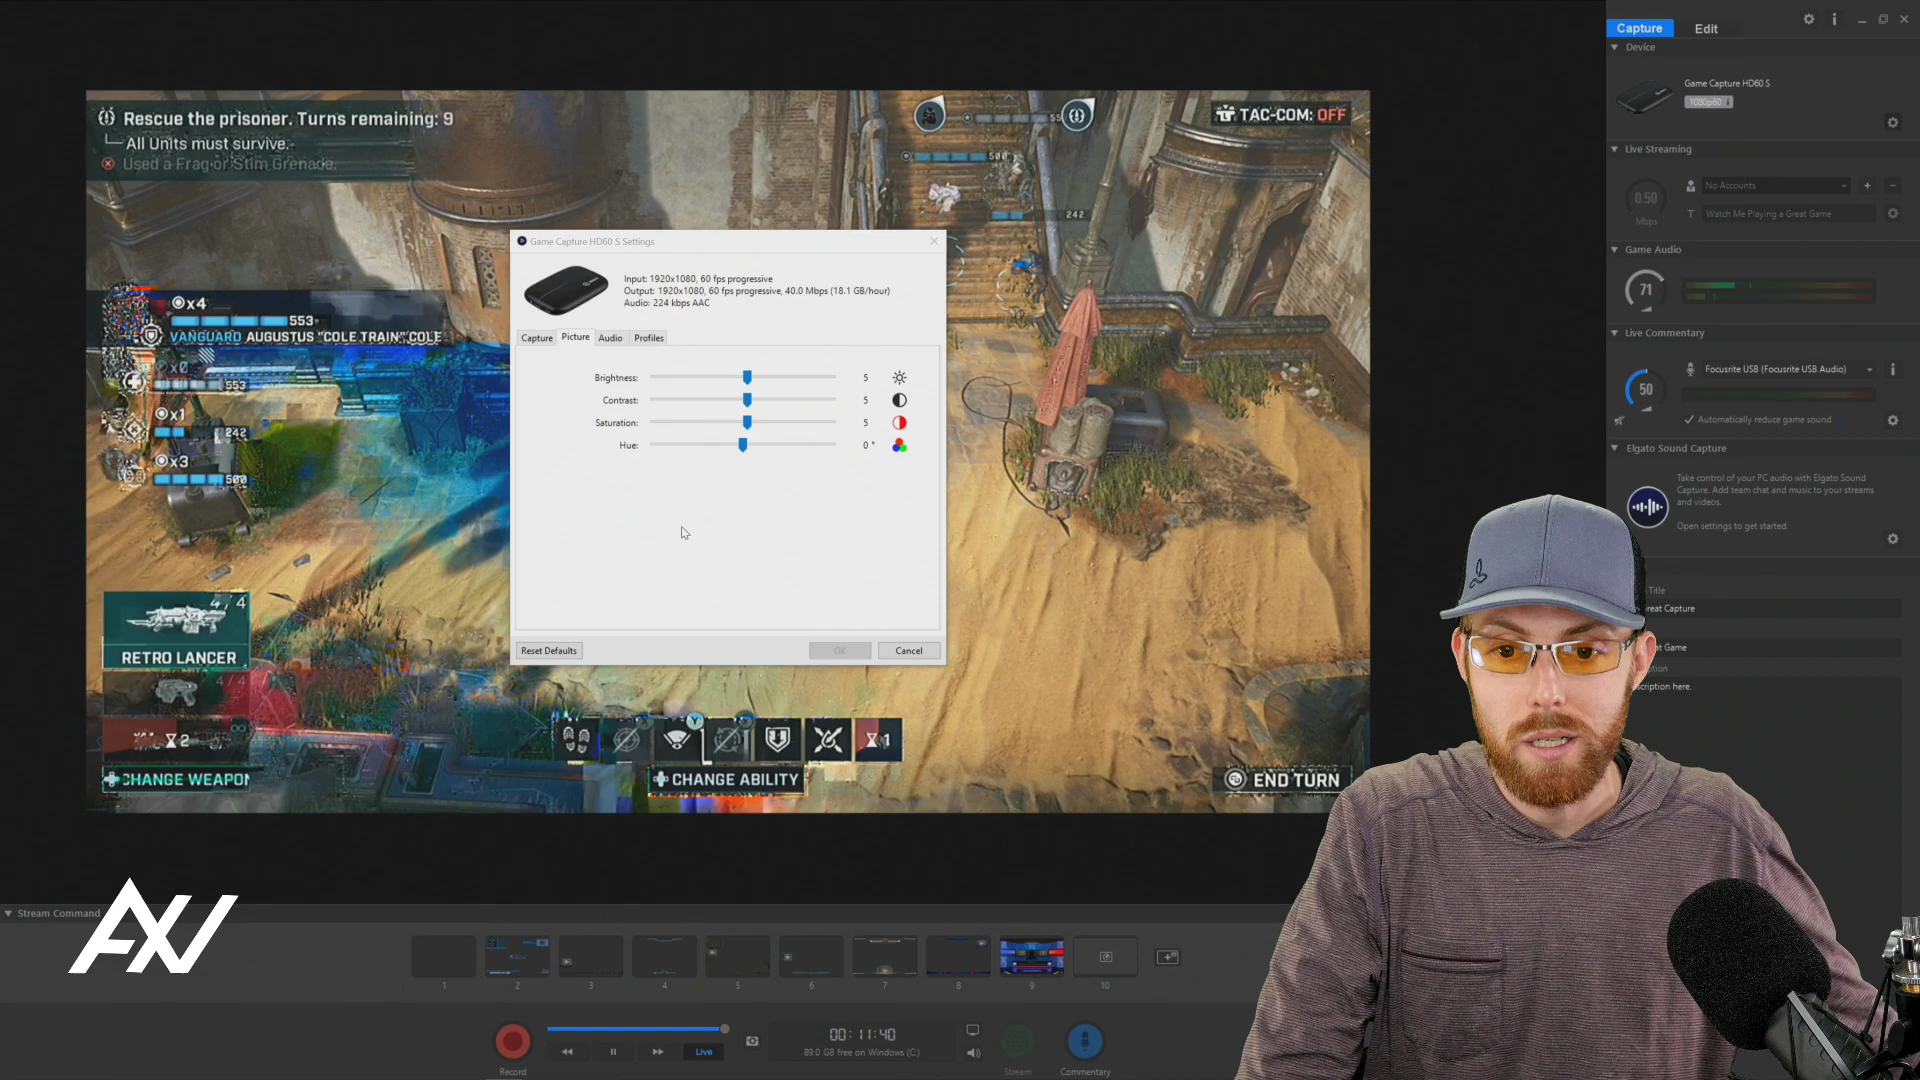 Capture Edit
Device
Game Capture HD60 S
1080p60
Live Streaming
0.50
Mbps
No Accounts
T Watch Me Playing a Great Game
Game Audio
71
Live Commentary
50
Focusrite USB (Focusrite USB Audio)
Automatically reduce game sound
Elgato Sound Capture
Take control of your PC audio with Elgato Sound
Capture. Add team chat and music to your streams
and videos.
Open settings to get started.
Title
reat Capture
at Game
cription here.
Rescue the prisoner. Turns remaining: 9
All Units must survive.
Used a Frag or Stim Grenade.
TAC-COM: OFF
242
x4
553
VANGUARD AUGUSTUS "COLE TRAIN" COLE
x0
553
x1
242
x3
500
4/4
RETRO LANCER
4/4
2
CHANGE WEAPON
Y
1
CHANGE ABILITY
END TURN
Game Capture HD60 S Settings
Input: 1920x1080, 60 fps progressive
Output: 1920x1080, 60 fps progressive, 40.0 Mbps (18.1 GB/hour)
Audio: 224 kbps AAC
Capture Picture Audio Profiles
Brightness: 5
Contrast: 5
Saturation: 5
Hue: 0 °
Reset Defaults OK Cancel
Stream Command
1 2 3 4 5 6 7 8 9 10
Live
00:11:40
89.0 GB free on Windows (C:)
Record
Stream
Commentary